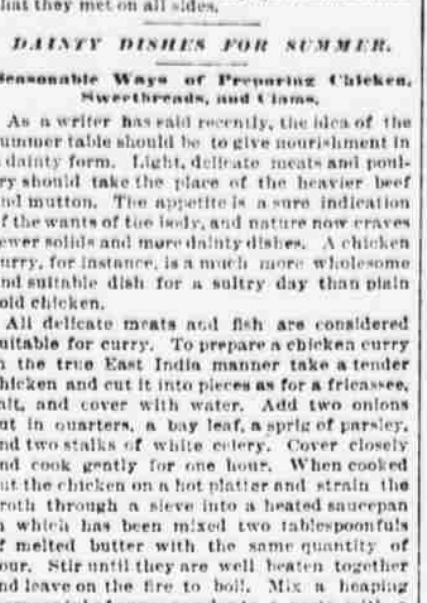 that they met on all sides.
DAINTY DISHES FOR SUMMER.
Seasonable Ways of Preparing Chicken,
Sweetbreads, and Clams.
As a writer has said recently, the idea of the
ummer table should be to give nourishment in
dainty form. Light, delicate meats and poul-
ry should take the place of the heavier beef
nd mutton. The appetite is a sure indication
f the wants of the body, and nature now craves
ewer solids and more dainty dishes. A chicken
urry, for instance, is a much more wholesome
nd suitable dish for a sultry day than plain
old chicken.
All delicate meats and fish are considered
uitable for curry. To prepare a chicken curry
n the true East India manner take a tender
hicken and cut it into pieces as for a fricassee,
alt, and cover with water. Add two onions
ut in quarters, a bay leaf, a sprig of parsley,
nd two stalks of white celery. Cover closely
nd cook gently for one hour. When cooked
ut the chicken on a hot platter and strain the
roth through a sieve into a heated saucepan
n which has been mixed two tablespoonfuls
f melted butter with the same quantity of
our. Stir until they are well beaten together
nd leave on the fire to boil. Mix a heaping